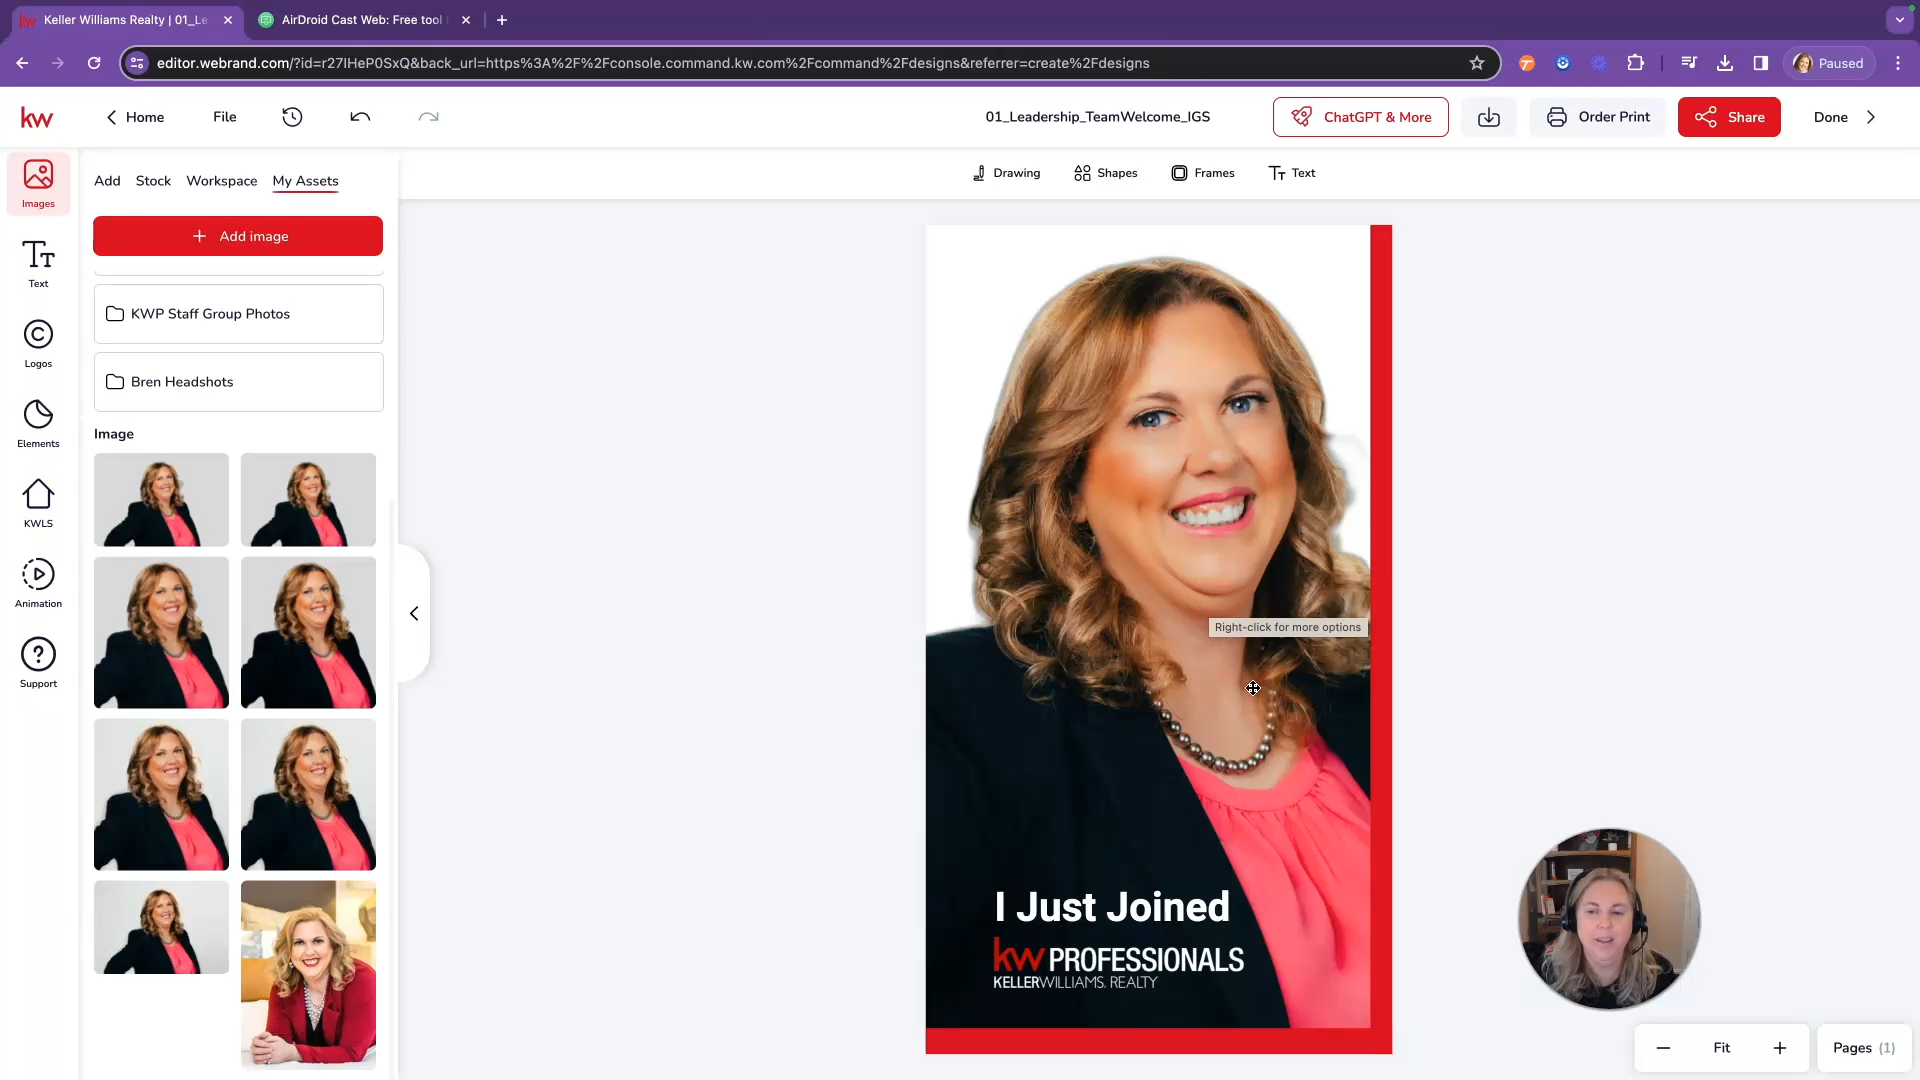 Keller Williams Realty | 01_Le
AirDroid Cast Web: Free tool
editor.webrand.com/?id=r27IHeP0SxQ&back_url=https%3A%2F%2Fconsole.command.kw.com%2Fcommand%2Fdesigns&referrer=create%2Fdesigns
Paused
kw
Home
File
01_Leadership_TeamWelcome_IGS
ChatGPT & More
Order Print
Share
Done
Drawing
Shapes
Frames
Text
Images
Text
Logos
Elements
KWLS
Animation
Support
Add
Stock
Workspace
My Assets
Add image
KWP Staff Group Photos
Bren Headshots
Image
Right-click for more options
I Just Joined
kw PROFESSIONALS
KELLERWILLIAMS. REALTY
Fit
Pages (1)